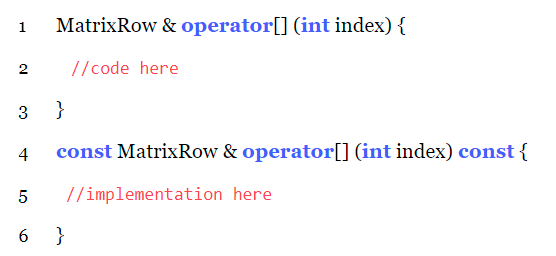 1 MatrixRow & operator[] (int index) {
2 //code here
3 }
4 const MatrixRow & operator[] (int index) const {
5 //implementation here
6 }